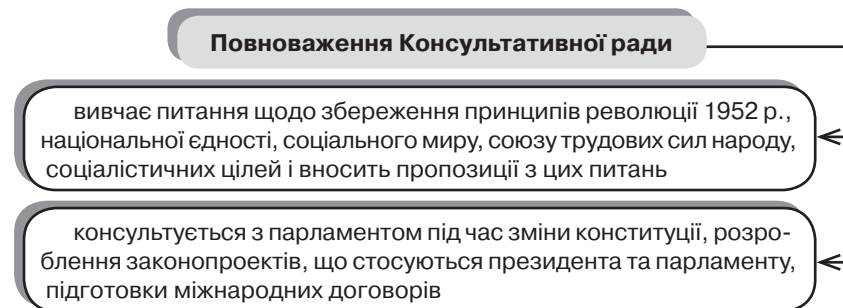 Повноваження Консультативної ради
вивчає питання щодо збереження принципів революції 1952 р.,
національної єдності, соціального миру, союзу трудових сил народу,
соціалістичних цілей і вносить пропозиції з цих питань
консультується з парламентом під час зміни конституції, розро-
блення законопроектів, що стосуються президента та парламенту,
підготовки міжнародних договорів